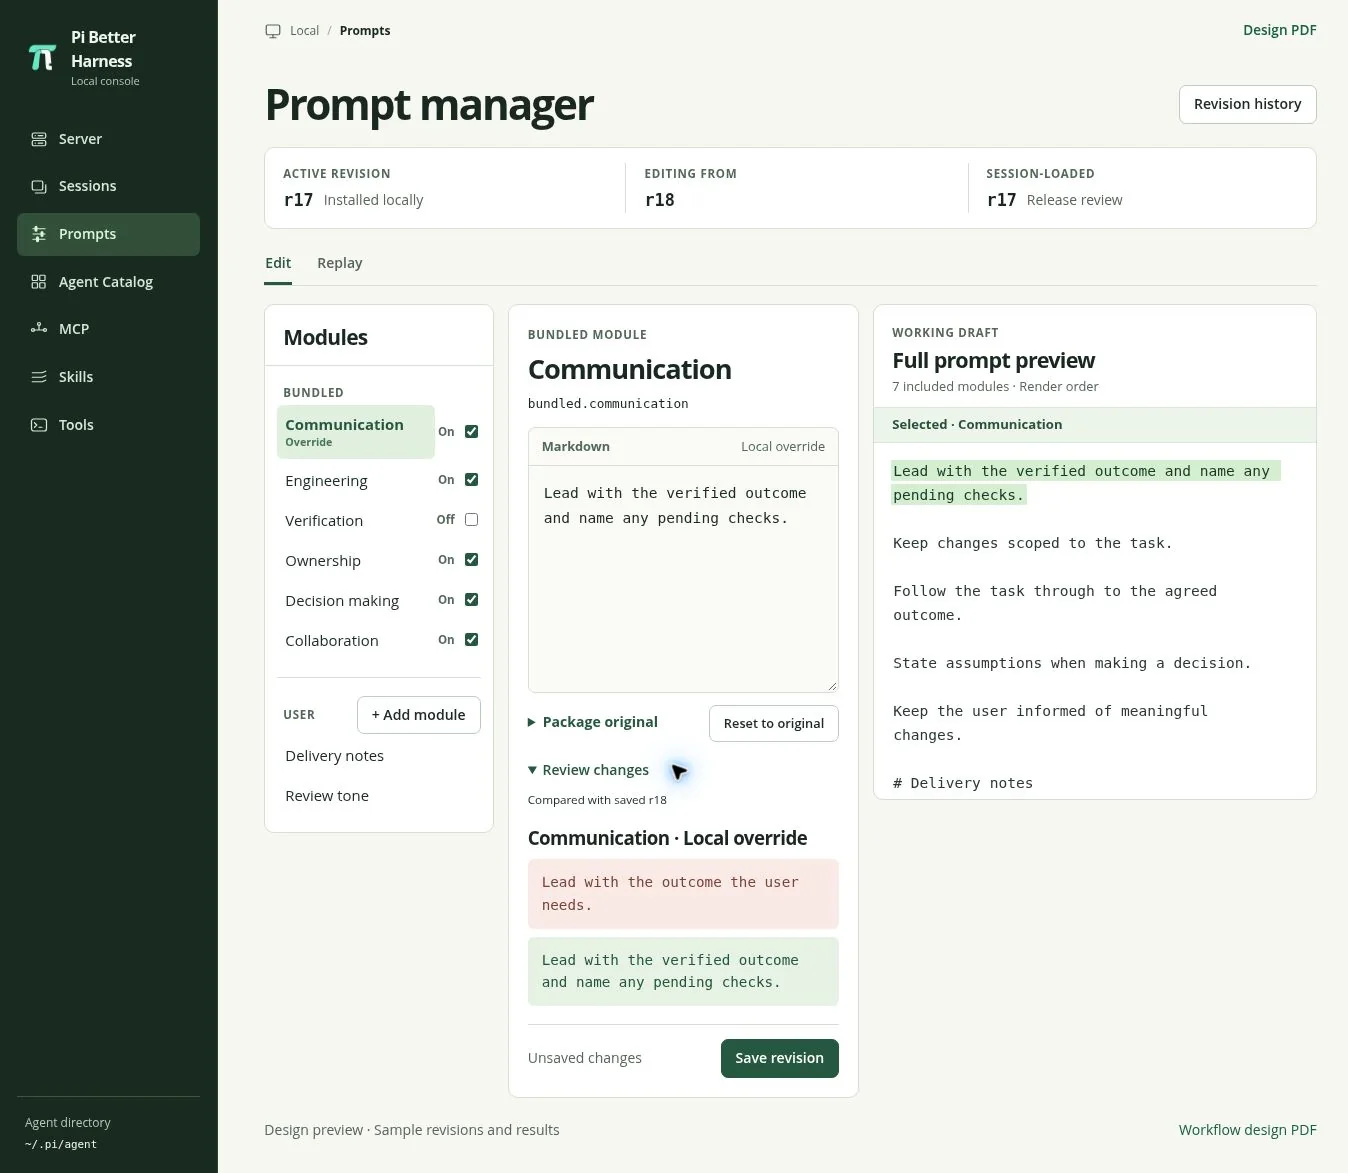 Pi Better
Harness
Local console
Server
Sessions
Prompts
Agent Catalog
MCP
Skills
Tools
Agent directory
~/.pi/agent
Local / Prompts
Design PDF
Prompt manager
Revision history
ACTIVE REVISION
r17 Installed locally
EDITING FROM
r18
SESSION-LOADED
r17 Release review
Edit
Replay
Modules
BUNDLED
Communication
Override
On
Engineering
On
Verification
Off
Ownership
On
Decision making
On
Collaboration
On
USER
+ Add module
Delivery notes
Review tone
BUNDLED MODULE
Communication
bundled.communication
Markdown
Local override
Lead with the verified outcome
and name any pending checks.
Package original
Reset to original
Review changes
Compared with saved r18
Communication · Local override
Lead with the outcome the user
needs.
Lead with the verified outcome
and name any pending checks.
Unsaved changes
Save revision
WORKING DRAFT
Full prompt preview
7 included modules · Render order
Selected · Communication
Lead with the verified outcome and name any
pending checks.
Keep changes scoped to the task.
Follow the task through to the agreed
outcome.
State assumptions when making a decision.
Keep the user informed of meaningful
changes.
# Delivery notes
Design preview · Sample revisions and results
Workflow design PDF